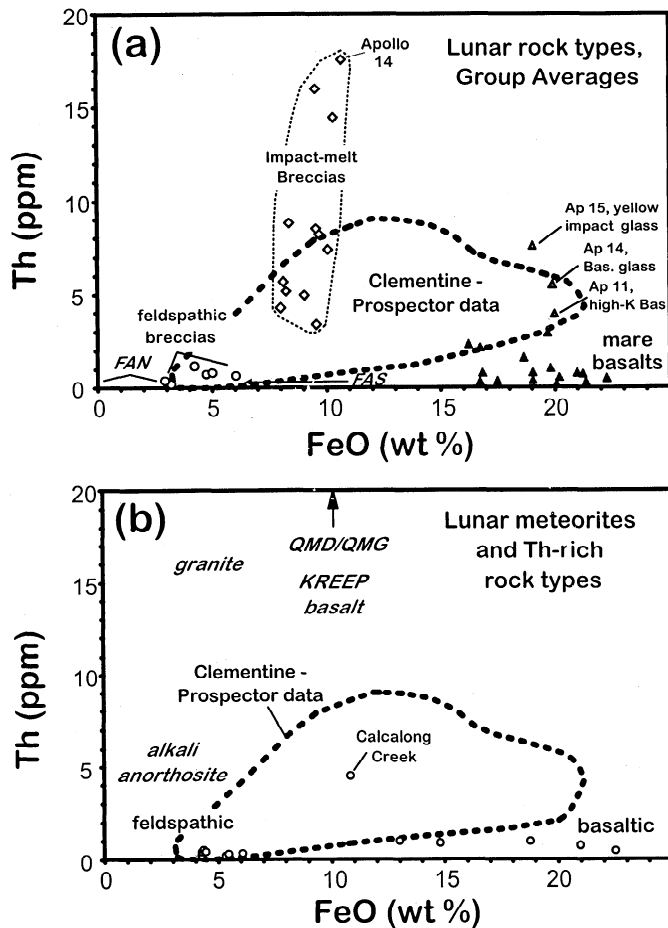 (a)
Lunar rock types,
Group Averages
Apollo
14
Impact-melt
Breccias
Ap 15, yellow
impact glass
Ap 14,
Bas. glass
Ap 11,
high-K Bas
Clementine -
Prospector data
feldspathic
breccias
FAN
FAS
mare
basalts
Th (ppm)
20
15
10
5
0
0 5 10 15 20
FeO (wt %)
(b)
Lunar meteorites
and Th-rich
rock types
QMD/QMG
granite
KREEP
basalt
Clementine -
Prospector data
Calcalong
Creek
alkali
anorthosite
feldspathic
basaltic
Th (ppm)
20
15
10
5
0
0 5 10 15 20
FeO (wt %)